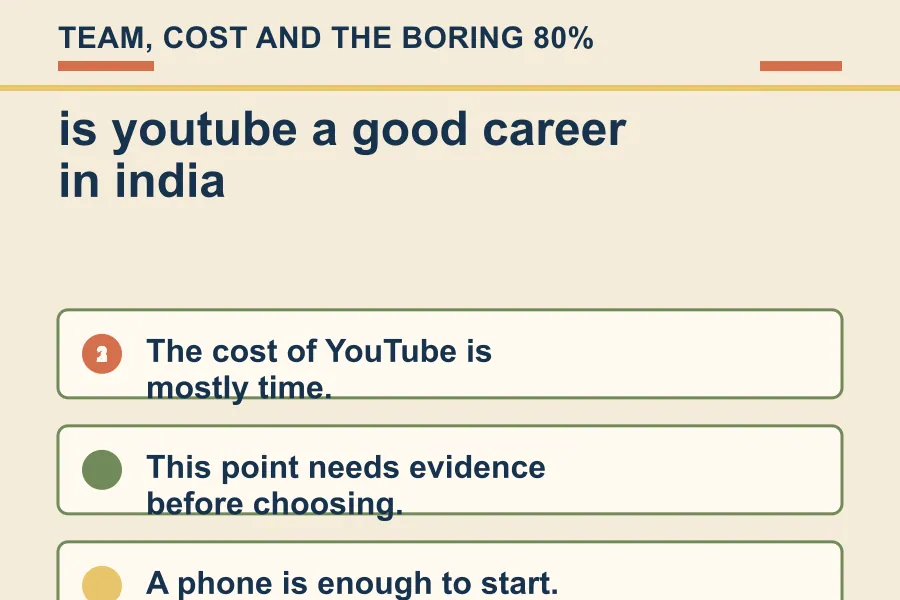 TEAM, COST AND THE BORING 80%
is youtube a good career
in india
The cost of YouTube is
mostly time.
This point needs evidence
before choosing.
A phone is enough to start.